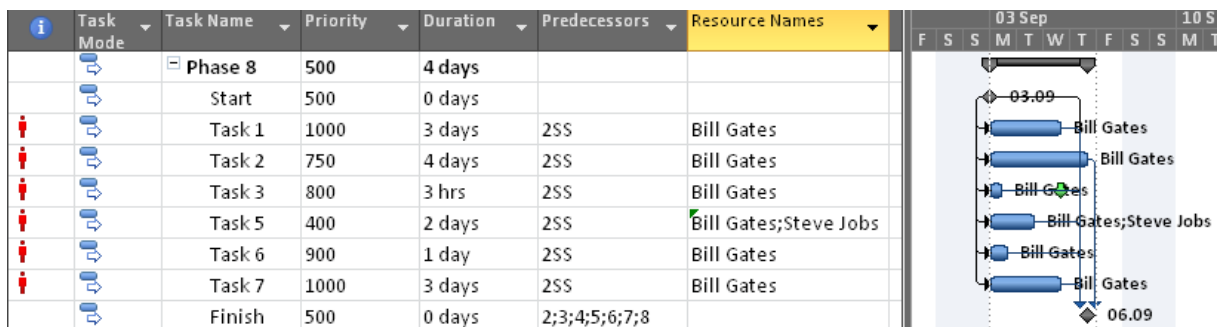 Task Mode Task Name Priority Duration Predecessors Resource Names
03 Sep 10 S
F S S M T W T F S S M T
Phase 8 500 4 days
Start 500 0 days 03.09
Task 1 1000 3 days 2SS Bill Gates Bill Gates
Task 2 750 4 days 2SS Bill Gates Bill Gates
Task 3 800 3 hrs 2SS Bill Gates Bill Gates
Task 5 400 2 days 2SS Bill Gates;Steve Jobs Bill Gates;Steve Jobs
Task 6 900 1 day 2SS Bill Gates Bill Gates
Task 7 1000 3 days 2SS Bill Gates Bill Gates
Finish 500 0 days 2;3;4;5;6;7;8 06.09